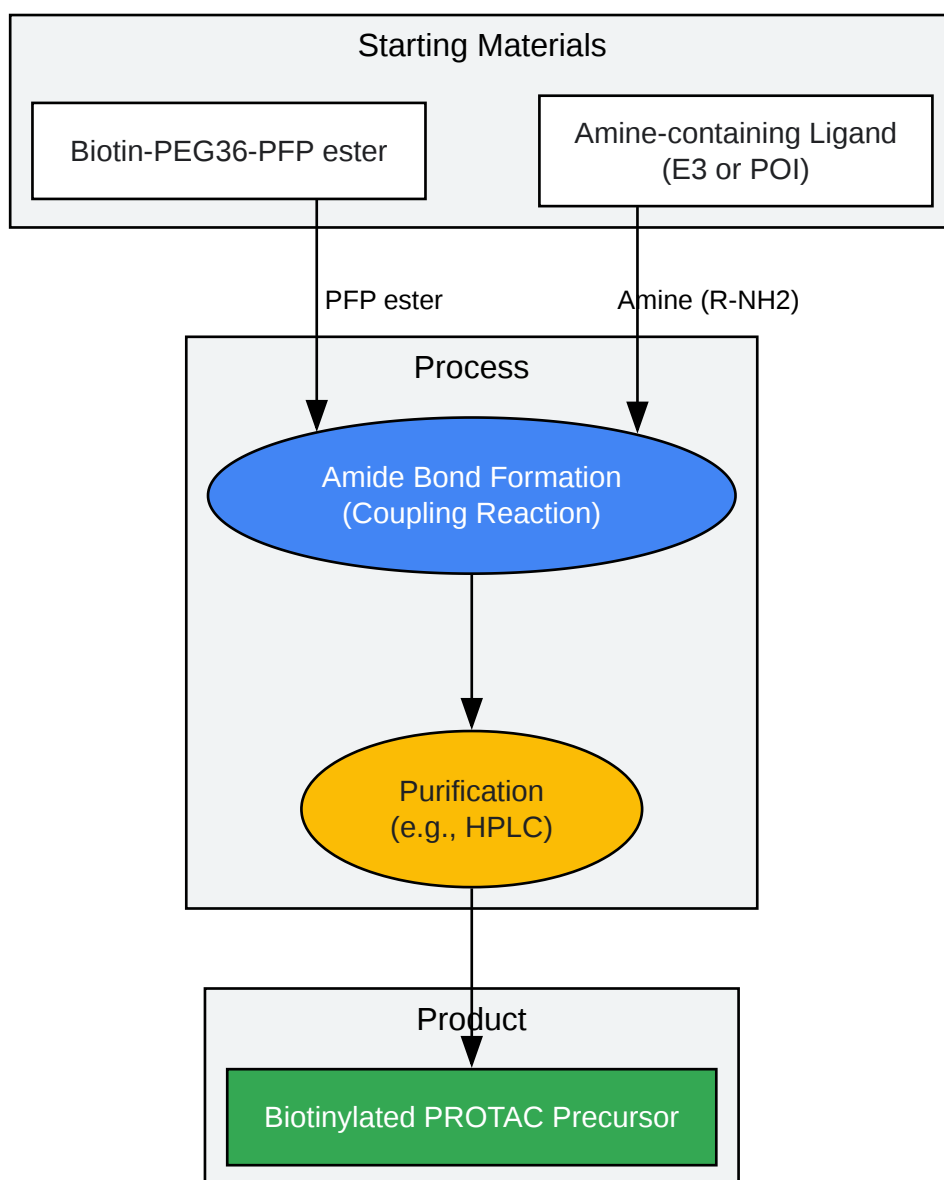 Starting Materials
Biotin-PEG36-PFP ester
Amine-containing Ligand
(E3 or POI)
PFP ester
Amine (R-NH2)
Process
Amide Bond Formation
(Coupling Reaction)
Purification
(e.g., HPLC)
Product
Biotinylated PROTAC Precursor